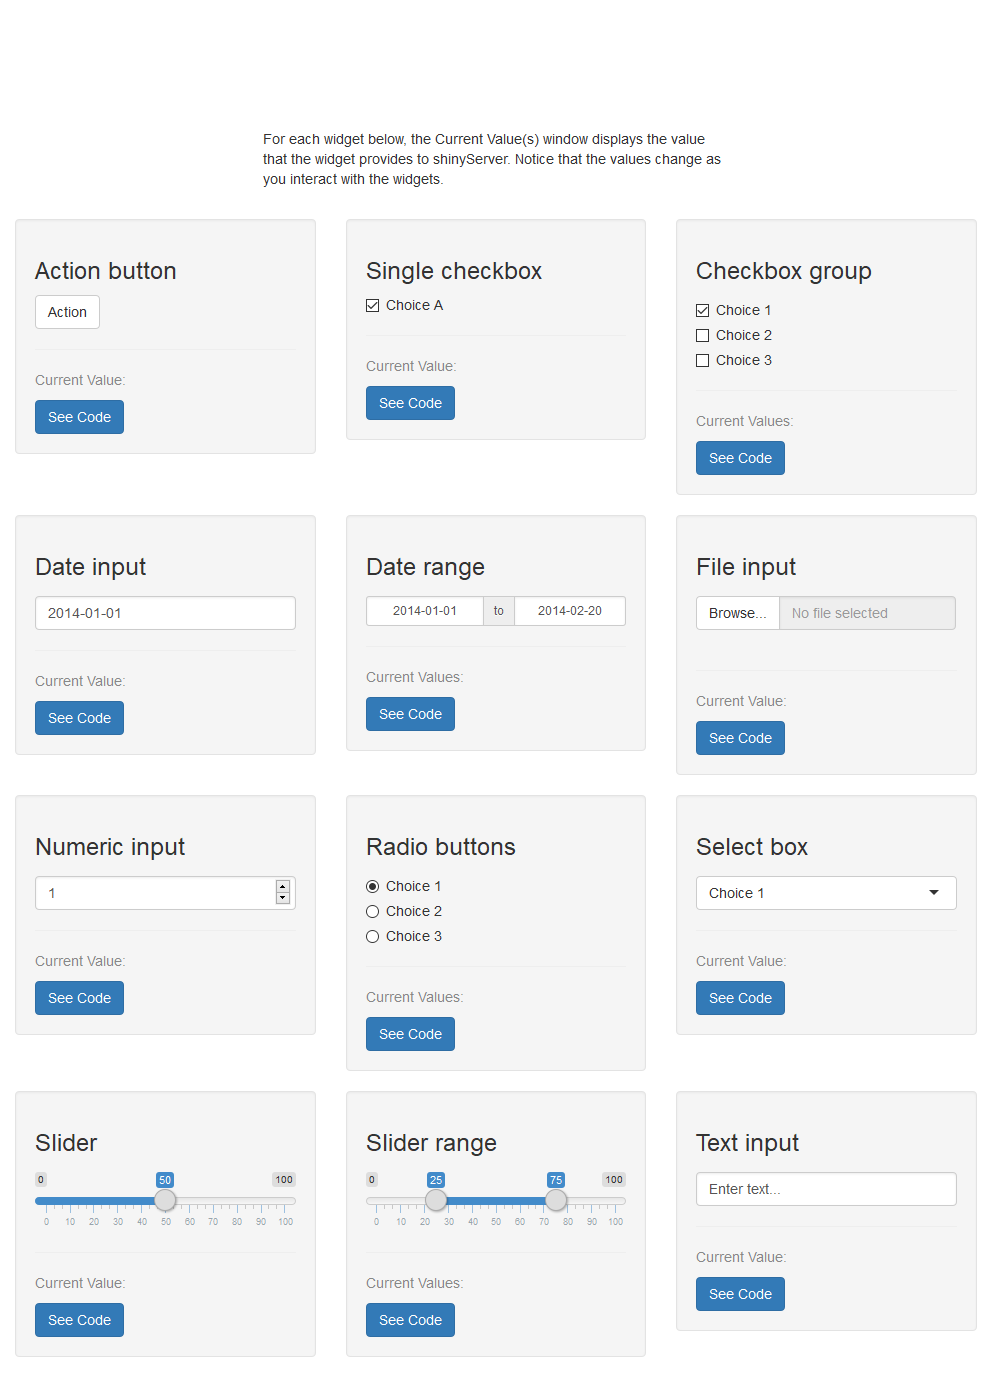 For each widget below, the Current Value(s) window displays the value
that the widget provides to shinyServer. Notice that the values change as
you interact with the widgets.
Action button
Action
Current Value:
See Code
Single checkbox
Choice A
Current Value:
See Code
Checkbox group
Choice 1
Choice 2
Choice 3
Current Values:
See Code
Date input
2014-01-01
Current Value:
See Code
Date range
2014-01-01 to 2014-02-20
Current Values:
See Code
File input
Browse... No file selected
Current Value:
See Code
Numeric input
1
Current Value:
See Code
Radio buttons
Choice 1
Choice 2
Choice 3
Current Values:
See Code
Select box
Choice 1
Current Value:
See Code
Slider
0 50 100
0 10 20 30 40 50 60 70 80 90 100
Current Value:
See Code
Slider range
0 25 75 100
0 10 20 30 40 50 60 70 80 90 100
Current Values:
See Code
Text input
Enter text...
Current Value:
See Code